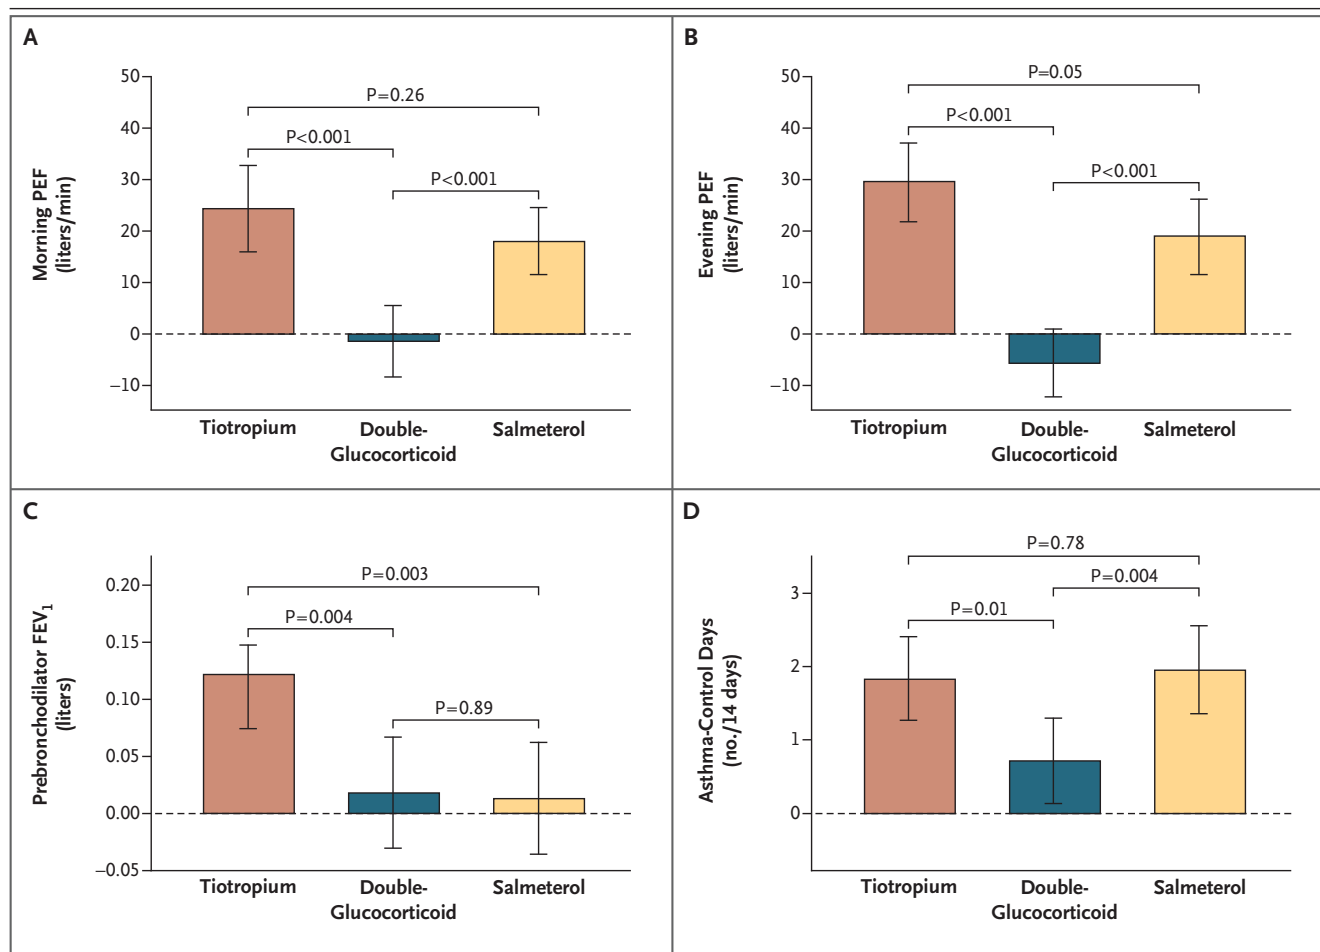 A
Morning PEF
(liters/min)
50
40
30
20
10
0
−10
P=0.26
P<0.001
P<0.001
Tiotropium
Double-
Glucocorticoid
Salmeterol
B
Evening PEF
(liters/min)
50
40
30
20
10
0
−10
P=0.05
P<0.001
P<0.001
Tiotropium
Double-
Glucocorticoid
Salmeterol
C
Prebronchodilator FEV₁
(liters)
0.20
0.15
0.10
0.05
0.00
−0.05
P=0.003
P=0.004
P=0.89
Tiotropium
Double-
Glucocorticoid
Salmeterol
D
Asthma-Control Days
(no./14 days)
3
2
1
0
P=0.78
P=0.004
P=0.01
Tiotropium
Double-
Glucocorticoid
Salmeterol